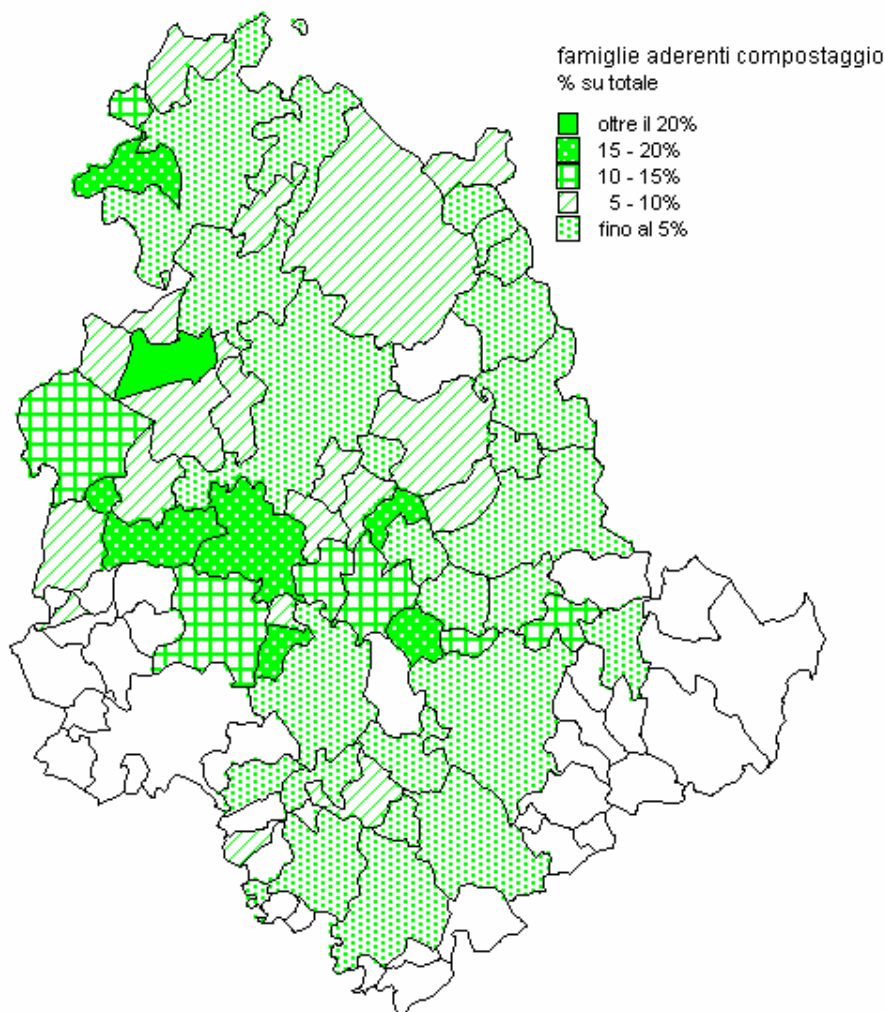 famiglie aderenti compostaggio
% su totale
oltre il 20%
15 - 20%
10 - 15%
5 - 10%
fino al 5%